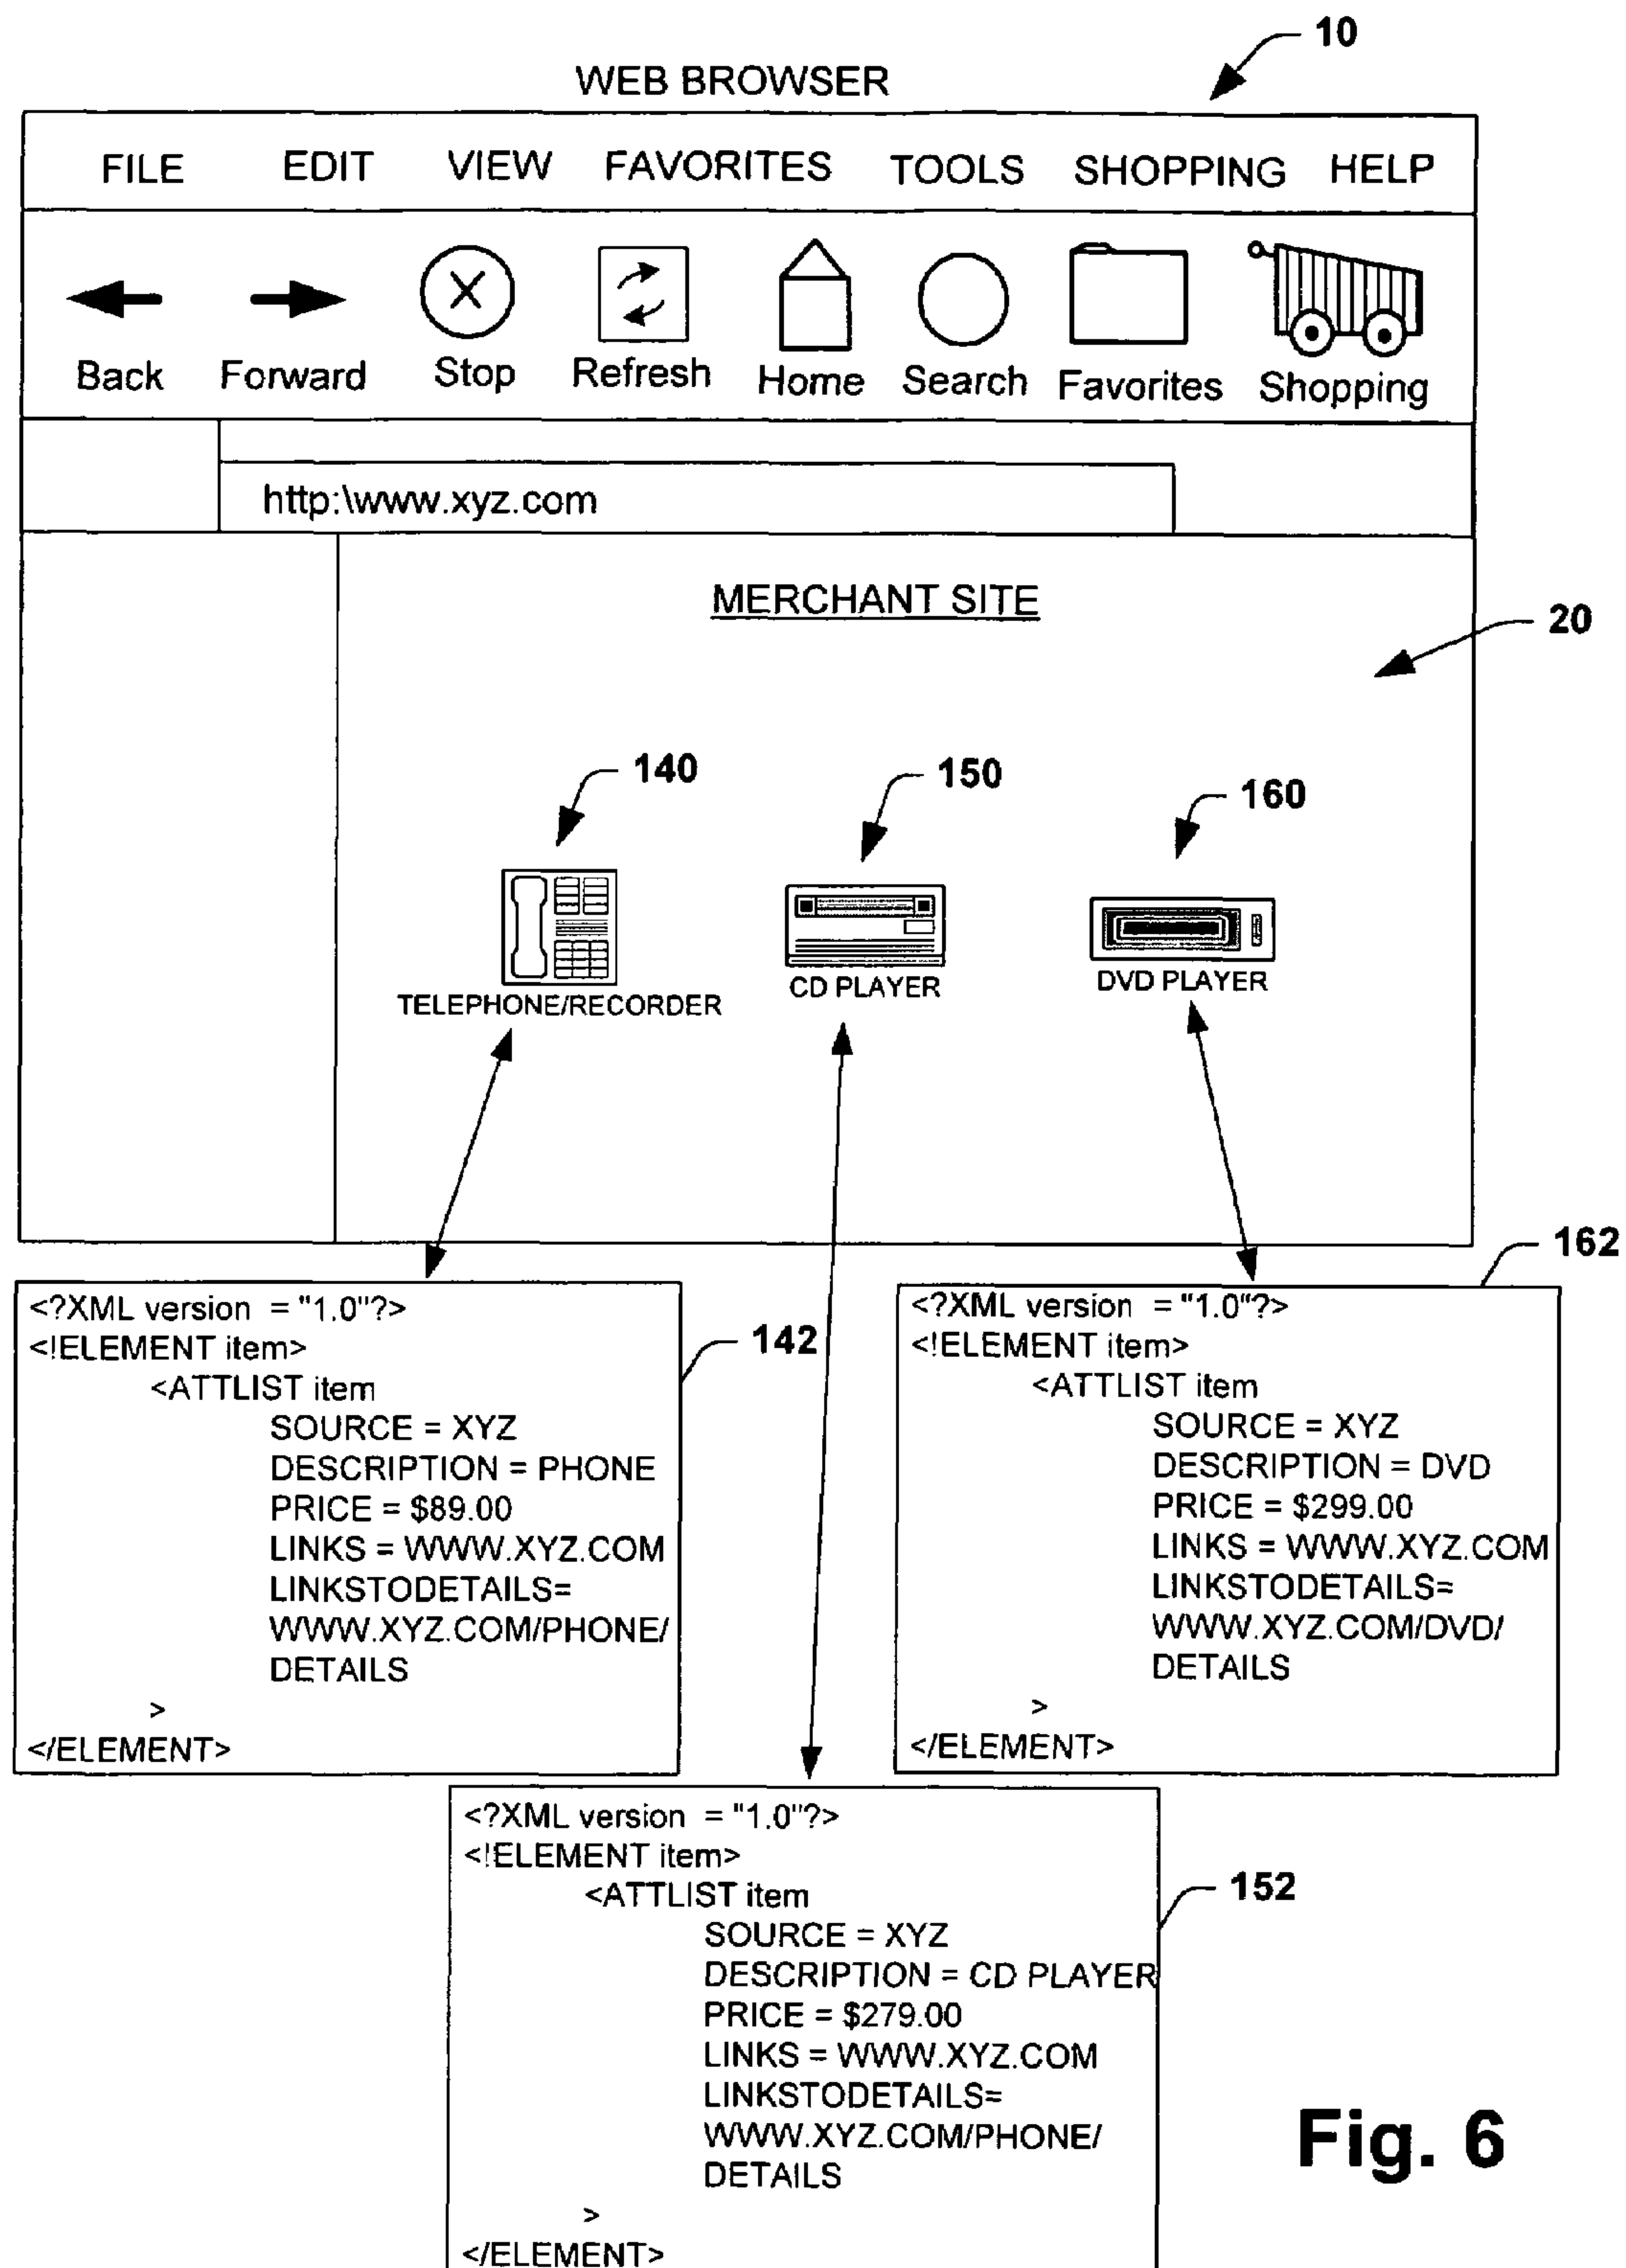 10
WEB BROWSER
FILE EDIT VIEW FAVORITES TOOLS SHOPPING HELP
X
Back Forward Stop Refresh Home Search Favorites Shopping
http:\www.xyz.com
MERCHANT SITE
20
140 150 160
TELEPHONE/RECORDER CD PLAYER DVD PLAYER
142
<?XML version = "1.0"?>
<!ELEMENT item>
<ATTLIST item
SOURCE = XYZ
DESCRIPTION = PHONE
PRICE = $89.00
LINKS = WWW.XYZ.COM
LINKSTODETAILS=
WWW.XYZ.COM/PHONE/
DETAILS
>
</ELEMENT>
162
<?XML version = "1.0"?>
<!ELEMENT item>
<ATTLIST item
SOURCE = XYZ
DESCRIPTION = DVD
PRICE = $299.00
LINKS = WWW.XYZ.COM
LINKSTODETAILS=
WWW.XYZ.COM/DVD/
DETAILS
>
</ELEMENT>
152
<?XML version = "1.0"?>
<!ELEMENT item>
<ATTLIST item
SOURCE = XYZ
DESCRIPTION = CD PLAYER
PRICE = $279.00
LINKS = WWW.XYZ.COM
LINKSTODETAILS=
WWW.XYZ.COM/PHONE/
DETAILS
>
</ELEMENT>
Fig. 6